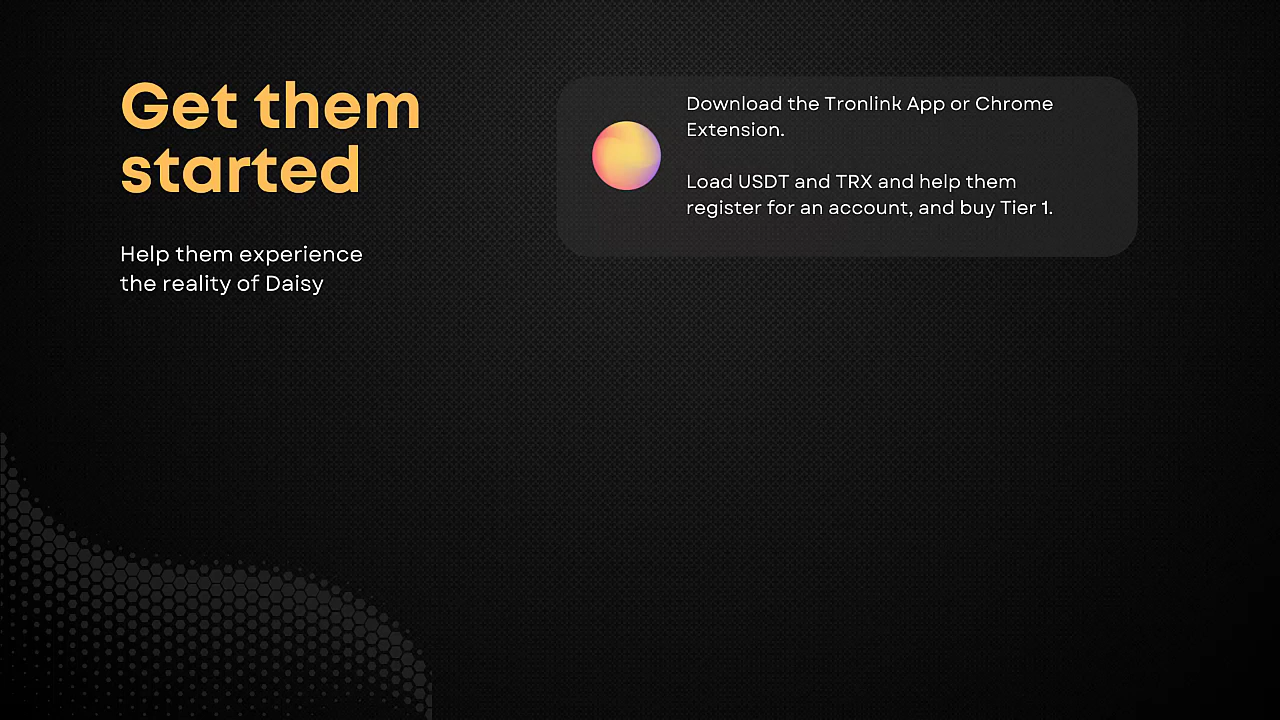 Get them
started
Help them experience
the reality of Daisy
Download the Tronlink App or Chrome
Extension.
Load USDT and TRX and help them
register for an account, and buy Tier 1.